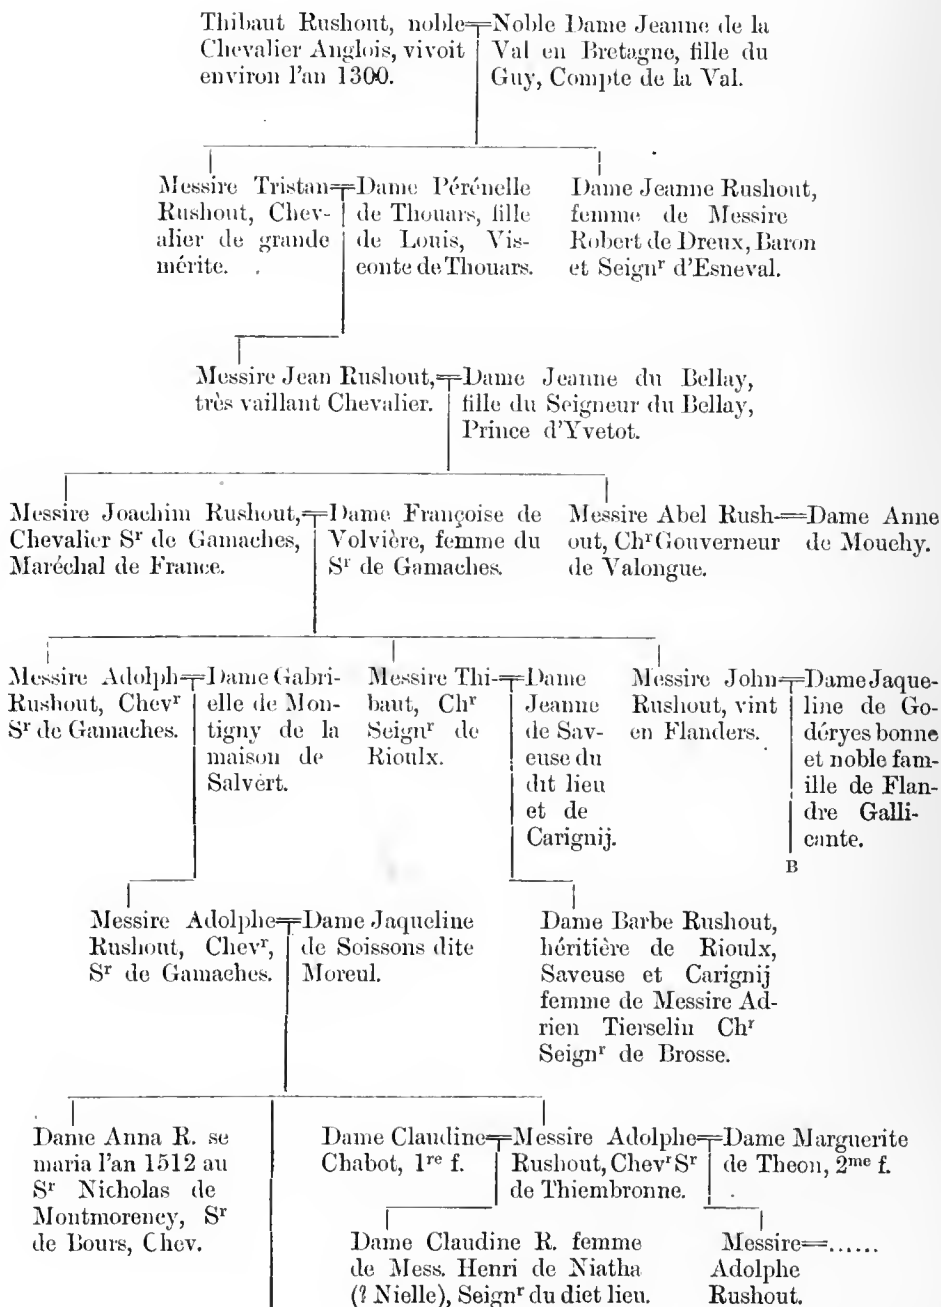 Thibaut Rushout, noble
Chevalier Anglois, vivoit
environ l'an 1300.
Noble Dame Jeanne de la
Val en Bretagne, fille du
Guy, Compte de la Val.
Messire Tristan
Rushout, Chev-
alier de grande
mérite.
Dame Pérénelle
de Thouars, fille
de Louis, Vis-
conte de Thouars.
Dame Jeanne Rushout,
femme de Messire
Robert de Dreux, Baron
et Seignʳ d'Esneval.
Messire Jean Rushout,
très vaillant Chevalier.
Dame Jeanne du Bellay,
fille du Seigneur du Bellay,
Prince d'Yvetot.
Messire Joachim Rushout,
Chevalier Sʳ de Gamaches,
Maréchal de France.
Dame Françoise de
Volvière, femme du
Sʳ de Gamaches.
Messire Abel Rush-
out, Chʳ Gouverneur
de Valongue.
Dame Anne
de Mouchy.
Messire Adolph
Rushout, Chevʳ
Sʳ de Gamaches.
Dame Gabri-
elle de Mon-
tigny de la
maison de
Salvert.
Messire Thi-
baut, Chʳ
Seignʳ de
Rioulx.
Dame
Jeanne
de Sav-
euse du
dit lieu
et de
Carignij.
Messire John
Rushout, vint
en Flanders.
Dame Jaque-
line de Go-
déryes bonne
et noble fam-
ille de Flan-
dre Galli-
cante.
B
Messire Adolphe
Rushout, Chevʳ,
Sʳ de Gamaches.
Dame Jaqueline
de Soissons dite
Moreul.
Dame Barbe Rushout,
héritière de Rioulx,
Saveuse et Carignij
femme de Messire Ad-
rien Tierselin Chʳ
Seignʳ de Brosse.
Dame Anna R. se
maria l'an 1512 au
Sʳ Nicholas de
Montmorency, Sʳ
de Bours, Chev.
Dame Claudine
Chabot, 1ʳᵉ f.
Messire Adolphe
Rushout, Chevʳ Sʳ
de Thiembronne.
Dame Marguerite
de Theon, 2ᵐᵉ f.
Dame Claudine R. femme
de Mess. Henri de Niatha
(? Nielle), Seignʳ du diet lieu.
Messire=......
Adolphe
Rushout.